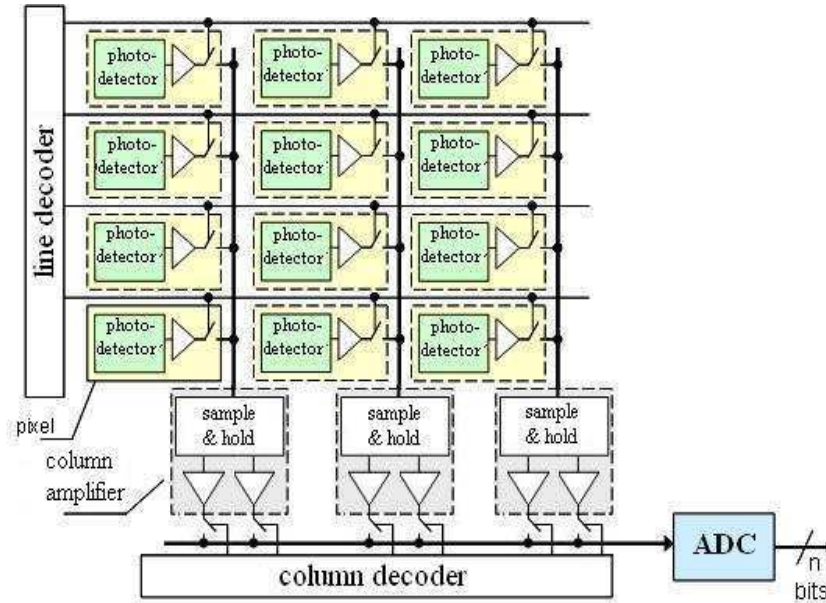 line decoder
photo-
detector
photo-
detector
photo-
detector
photo-
detector
photo-
detector
photo-
detector
photo-
detector
photo-
detector
photo-
detector
photo-
detector
photo-
detector
photo-
detector
pixel
column
amplifier
sample
& hold
sample
& hold
sample
& hold
column decoder
ADC
n
bits